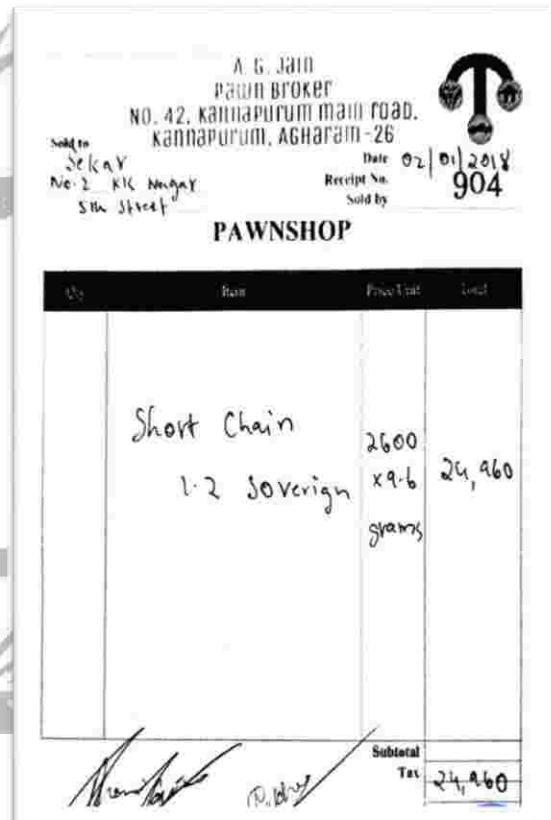 A. G. Jain
Pawn Broker
NO. 42, Kannapurum main road,
Kannapurum, AGHaram -26
Sold to
Sekar
No. 2 KK Nagar
5th Street
Date 02/01/2018
Receipt No. 904
Sold by
PAWNSHOP
Qty Item Price Unit Total
Short Chain
1.2 Soverign
2600
x9.6
grams
24,960
Subtotal
Tax 24,960